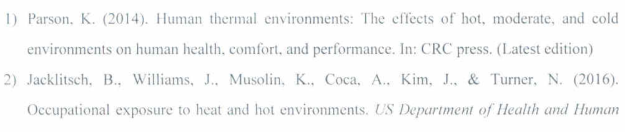 1) Parson, K. (2014). Human thermal environments: The effects of hot, moderate, and cold
environments on human health, comfort, and performance. In: CRC press. (Latest edition)
2) Jacklitsch, B., Williams, J., Musolin, K., Coca, A., Kim, J., & Turner, N. (2016).
Occupational exposure to heat and hot environments. US Department of Health and Human